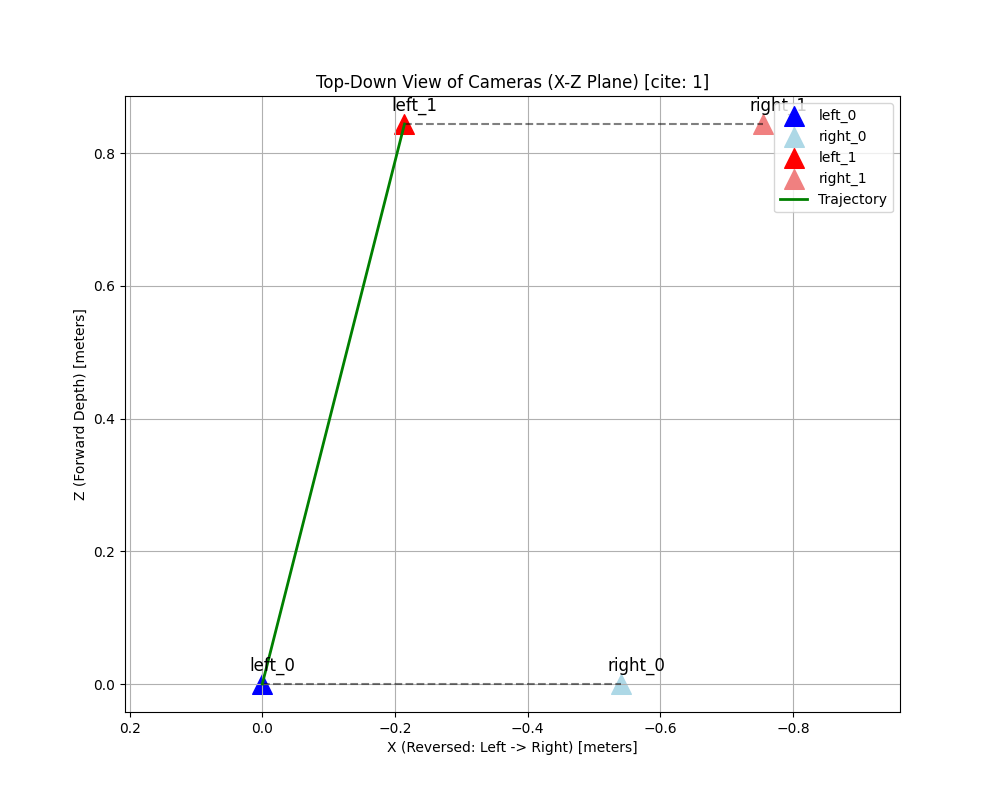 Top-Down View of Cameras (X-Z Plane) [cite: 1]
left_1
right_1
left_0
right_0
left_1
right_1
Trajectory
0.8
0.6
0.4
0.2
0.0
Z (Forward Depth) [meters]
left_0
right_0
0.2
0.0
−0.2
−0.4
−0.6
−0.8
X (Reversed: Left -> Right) [meters]